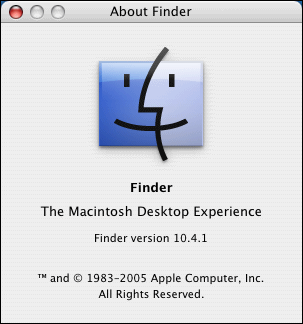 About Finder
Finder
The Macintosh Desktop Experience
Finder version 10.4.1
™ and © 1983-2005 Apple Computer, Inc.
All Rights Reserved.